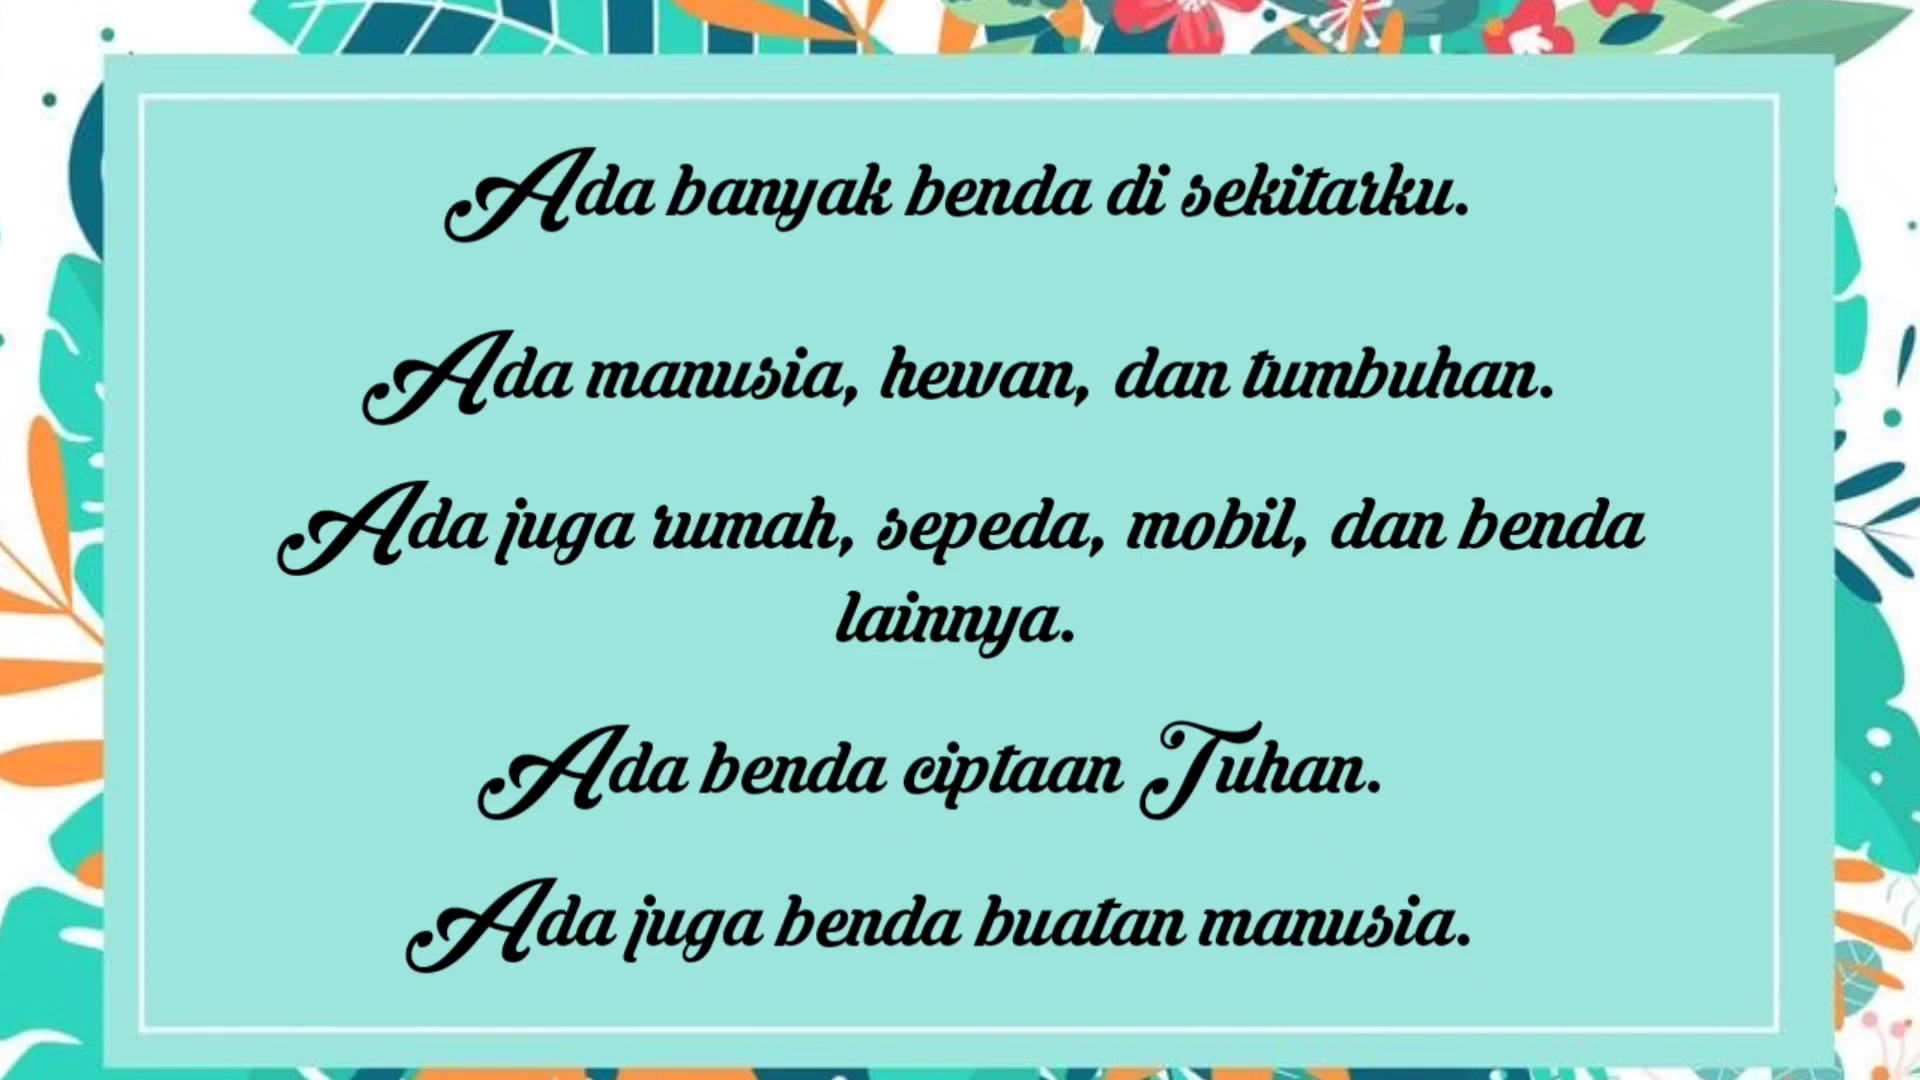 Ada banyak benda di sekitarku.
Ada manusia, hewan, dan tumbuhan.
Ada juga rumah, sepeda, mobil, dan benda
lainnya.
Ada benda ciptaan Tuhan.
Ada juga benda buatan manusia.